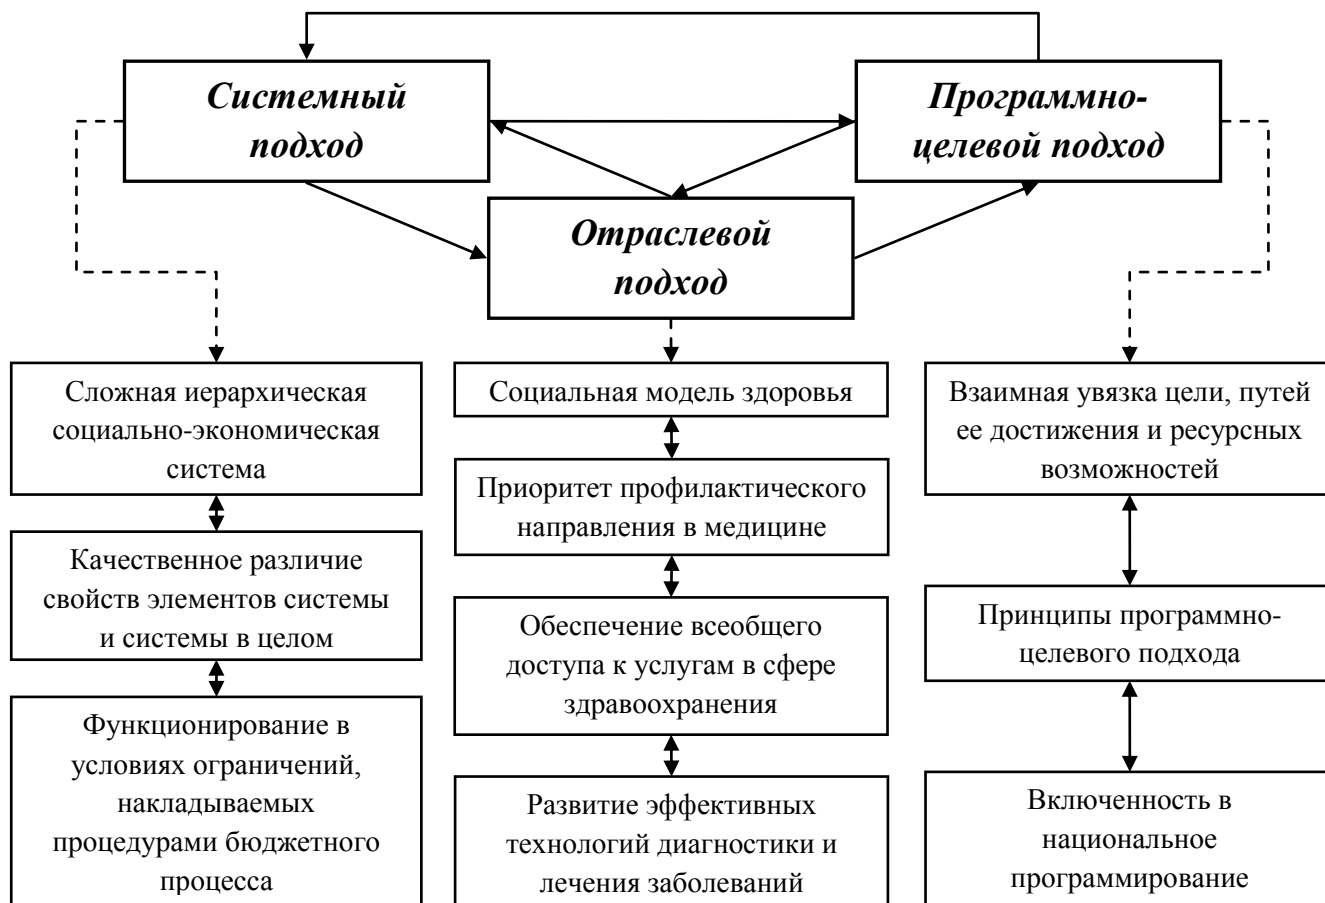 Системный
подход
Программно-
целевой подход
Отраслевой
подход
Сложная иерархическая
социально-экономическая
система
Качественное различие
свойств элементов системы
и системы в целом
Функционирование в
условиях ограничений,
накладываемых
процедурами бюджетного
процесса
Социальная модель здоровья
Приоритет профилактического
направления в медицине
Обеспечение всеобщего
доступа к услугам в сфере
здравоохранения
Развитие эффективных
технологий диагностики и
лечения заболеваний
Взаимная увязка цели, путей
ее достижения и ресурсных
возможностей
Принципы программно-
целевого подхода
Включенность в
национальное
программирование